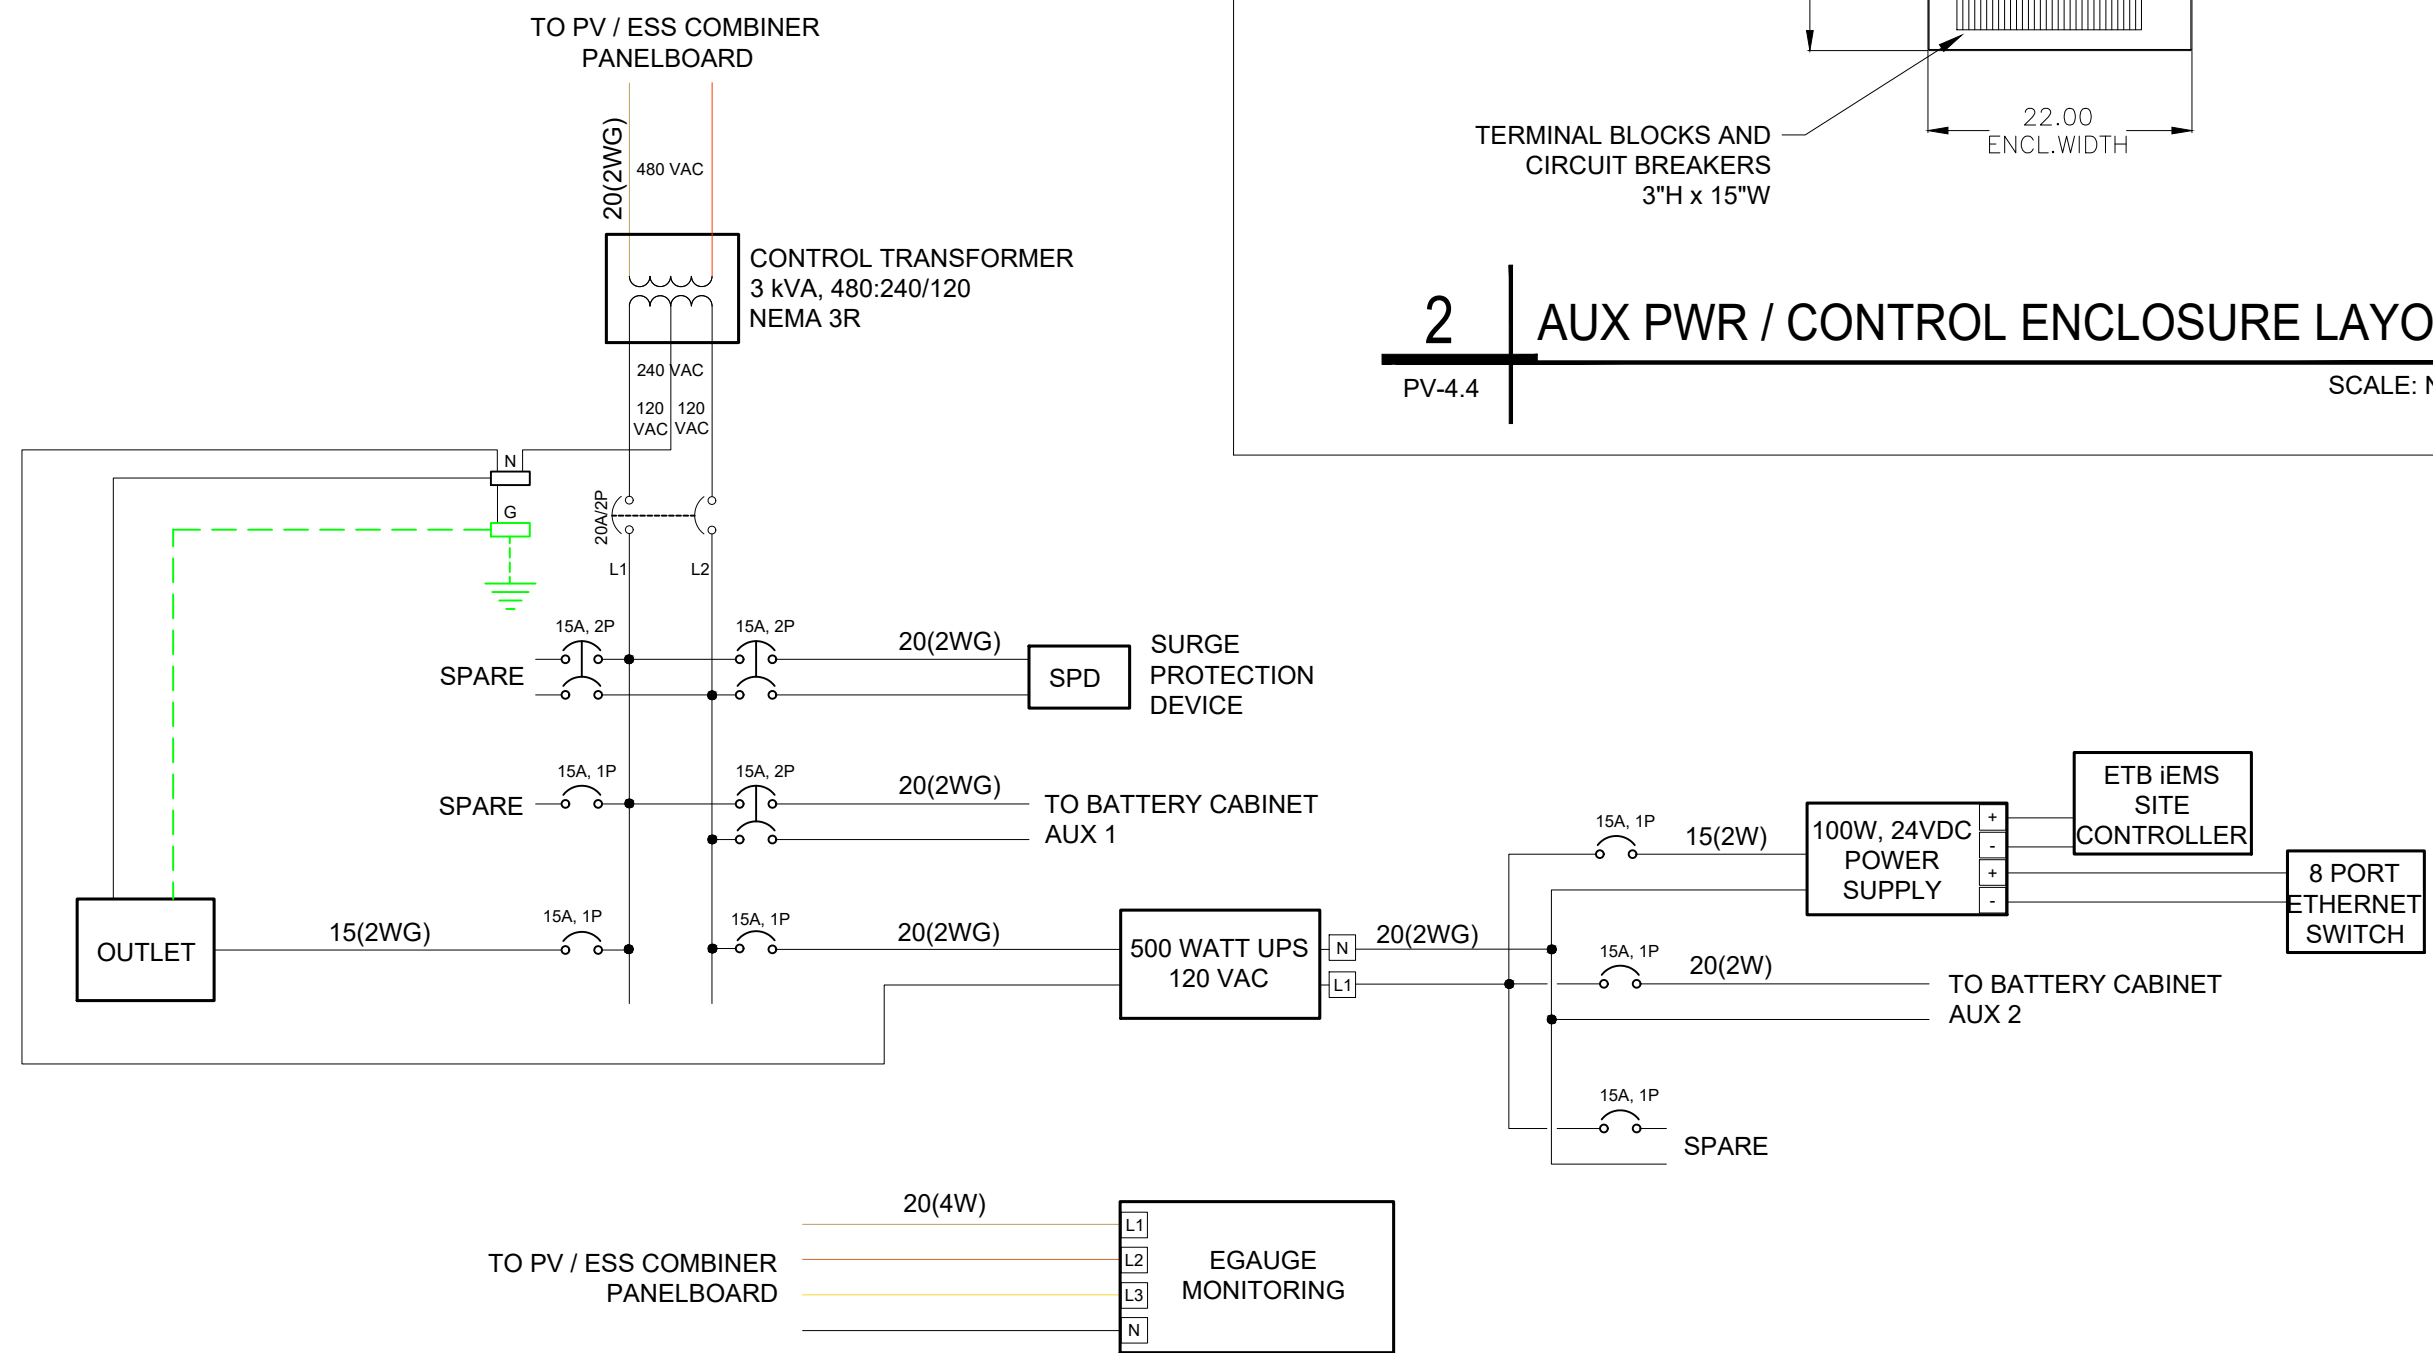 TO PV / ESS COMBINER
PANELBOARD
20(2WG)
480 VAC
CONTROL TRANSFORMER
3 kVA, 480:240/120
NEMA 3R
240 VAC
120
VAC
120
VAC
N
G
20A/2P
L1
L2
22.00
ENCL.WIDTH
TERMINAL BLOCKS AND
CIRCUIT BREAKERS
3"H x 15"W
2
AUX PWR / CONTROL ENCLOSURE LAYO
PV-4.4
SCALE: N
15A, 2P
SPARE
15A, 2P
20(2WG)
SPD
SURGE
PROTECTION
DEVICE
15A, 1P
SPARE
15A, 2P
20(2WG)
TO BATTERY CABINET
AUX 1
OUTLET
15(2WG)
15A, 1P
15A, 1P
20(2WG)
500 WATT UPS
120 VAC
N
L1
20(2WG)
15A, 1P
15(2W)
100W, 24VDC
POWER
SUPPLY
+
-
+
-
ETB iEMS
SITE
CONTROLLER
8 PORT
ETHERNET
SWITCH
15A, 1P
20(2W)
TO BATTERY CABINET
AUX 2
15A, 1P
SPARE
20(4W)
TO PV / ESS COMBINER
PANELBOARD
L1
L2
L3
N
EGAUGE
MONITORING